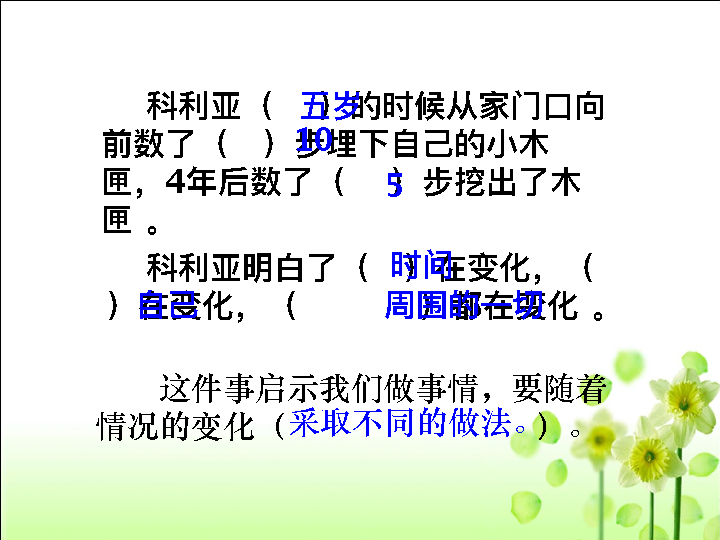 科利亚（五岁）的时候从家门口向
前数了（10）步埋下自己的小木
匣，4年后数了（5）步挖出了木
匣。
科利亚明白了（时间）在变化，（
自己）在变化，（周围的一切）都在变化。
这件事启示我们做事情，要随着
情况的变化（采取不同的做法。）。